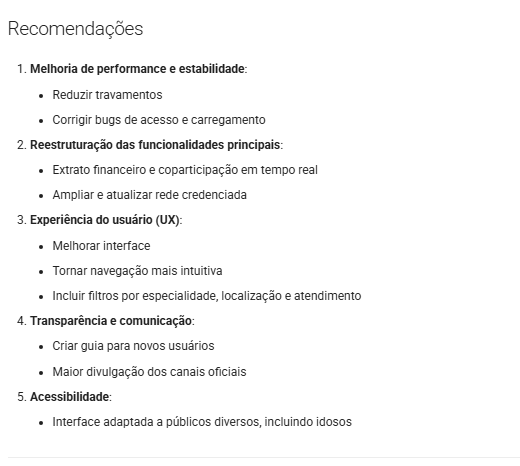 Recomendações
1. Melhoria de performance e estabilidade:
• Reduzir travamentos
• Corrigir bugs de acesso e carregamento
2. Reestruturação das funcionalidades principais:
• Extrato financeiro e coparticipação em tempo real
• Ampliar e atualizar rede credenciada
3. Experiência do usuário (UX):
• Melhorar interface
• Tornar navegação mais intuitiva
• Incluir filtros por especialidade, localização e atendimento
4. Transparência e comunicação:
• Criar guia para novos usuários
• Maior divulgação dos canais oficiais
5. Acessibilidade:
• Interface adaptada a públicos diversos, incluindo idosos